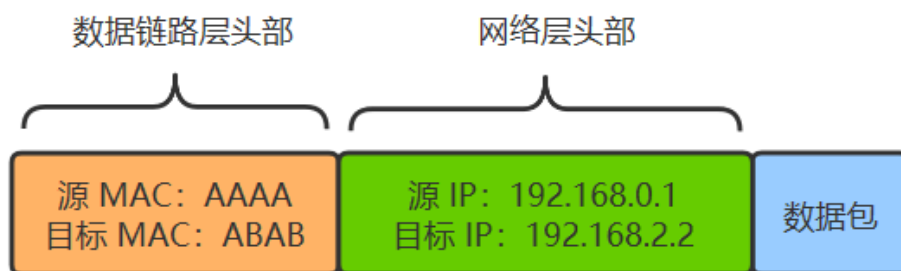 数据链路层头部
网络层头部
源 MAC：AAAA
目标 MAC：ABAB
源 IP：192.168.0.1
目标 IP：192.168.2.2
数据包